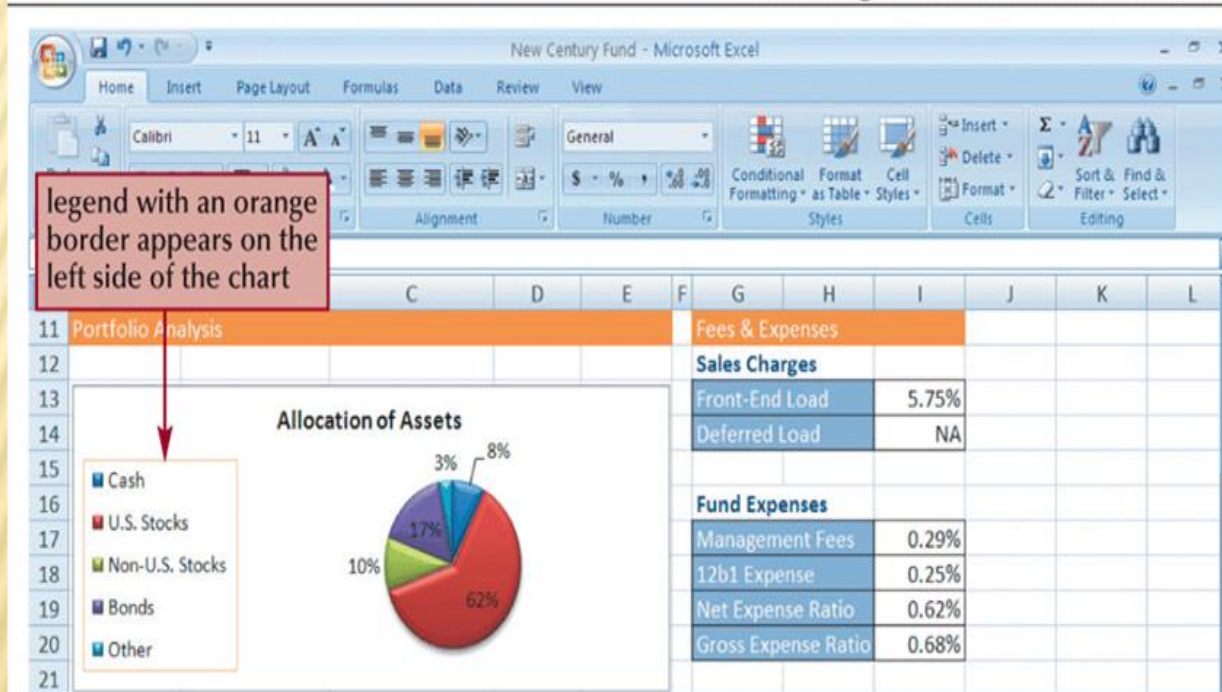 New Century Fund - Microsoft Excel
Home Insert Page Layout Formulas Data Review View
Calibri 11 A A General
$ % , Conditional Formatting Format as Table Cell Styles
Insert
Delete
Format
Σ Sort & Filter Find & Select
Alignment Number Styles Cells Editing
legend with an orange
border appears on the
left side of the chart
C D E F G H I J K L
11 Portfolio Analysis Fees & Expenses
12 Sales Charges
13 Front-End Load 5.75%
14 Deferred Load NA
15
16 Fund Expenses
17 Management Fees 0.29%
18 12b1 Expense 0.25%
19 Net Expense Ratio 0.62%
20 Gross Expense Ratio 0.68%
21
Allocation of Assets
Cash
U.S. Stocks
Non-U.S. Stocks
Bonds
Other
3% 8%
17%
10%
62%